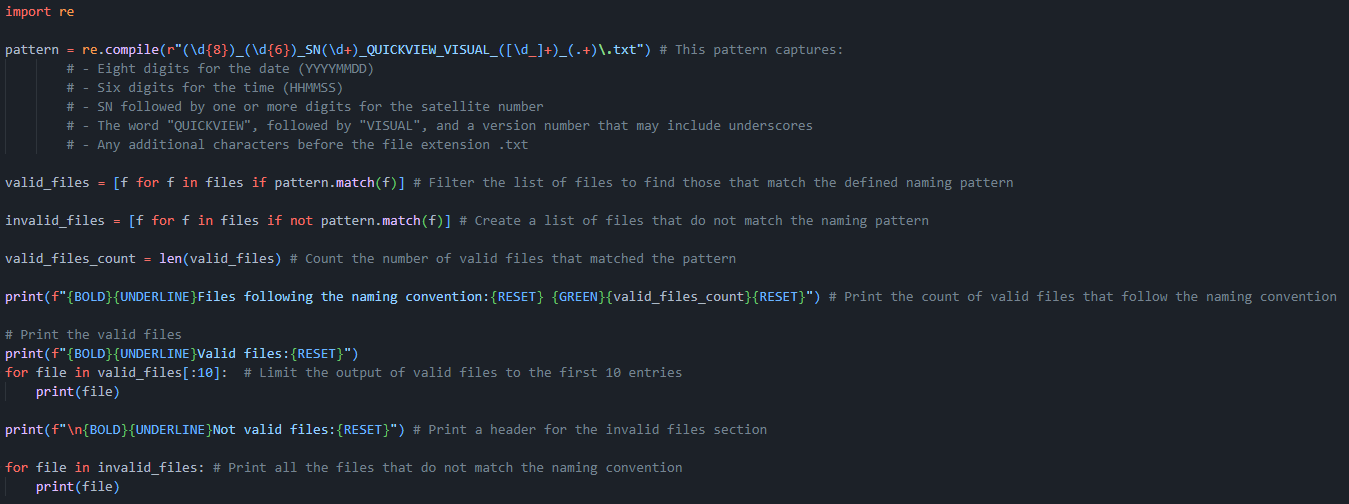 import re
pattern = re.compile(r"(\d{8})_(\d{6})_SN(\d+)_QUICKVIEW_VISUAL_([\d_]+)_(.+)\.txt") # This pattern captures:
# - Eight digits for the date (YYYYMMDD)
# - Six digits for the time (HHMMSS)
# - SN followed by one or more digits for the satellite number
# - The word "QUICKVIEW", followed by "VISUAL", and a version number that may include underscores
# - Any additional characters before the file extension .txt
valid_files = [f for f in files if pattern.match(f)] # Filter the list of files to find those that match the defined naming pattern
invalid_files = [f for f in files if not pattern.match(f)] # Create a list of files that do not match the naming pattern
valid_files_count = len(valid_files) # Count the number of valid files that matched the pattern
print(f"{BOLD}{UNDERLINE}Files following the naming convention:{RESET} {GREEN}{valid_files_count}{RESET}") # Print the count of valid files that follow the naming convention
# Print the valid files
print(f"{BOLD}{UNDERLINE}Valid files:{RESET}")
for file in valid_files[:10]:  # Limit the output of valid files to the first 10 entries
    print(file)
print(f"\n{BOLD}{UNDERLINE}Not valid files:{RESET}") # Print a header for the invalid files section
for file in invalid_files: # Print all the files that do not match the naming convention
    print(file)